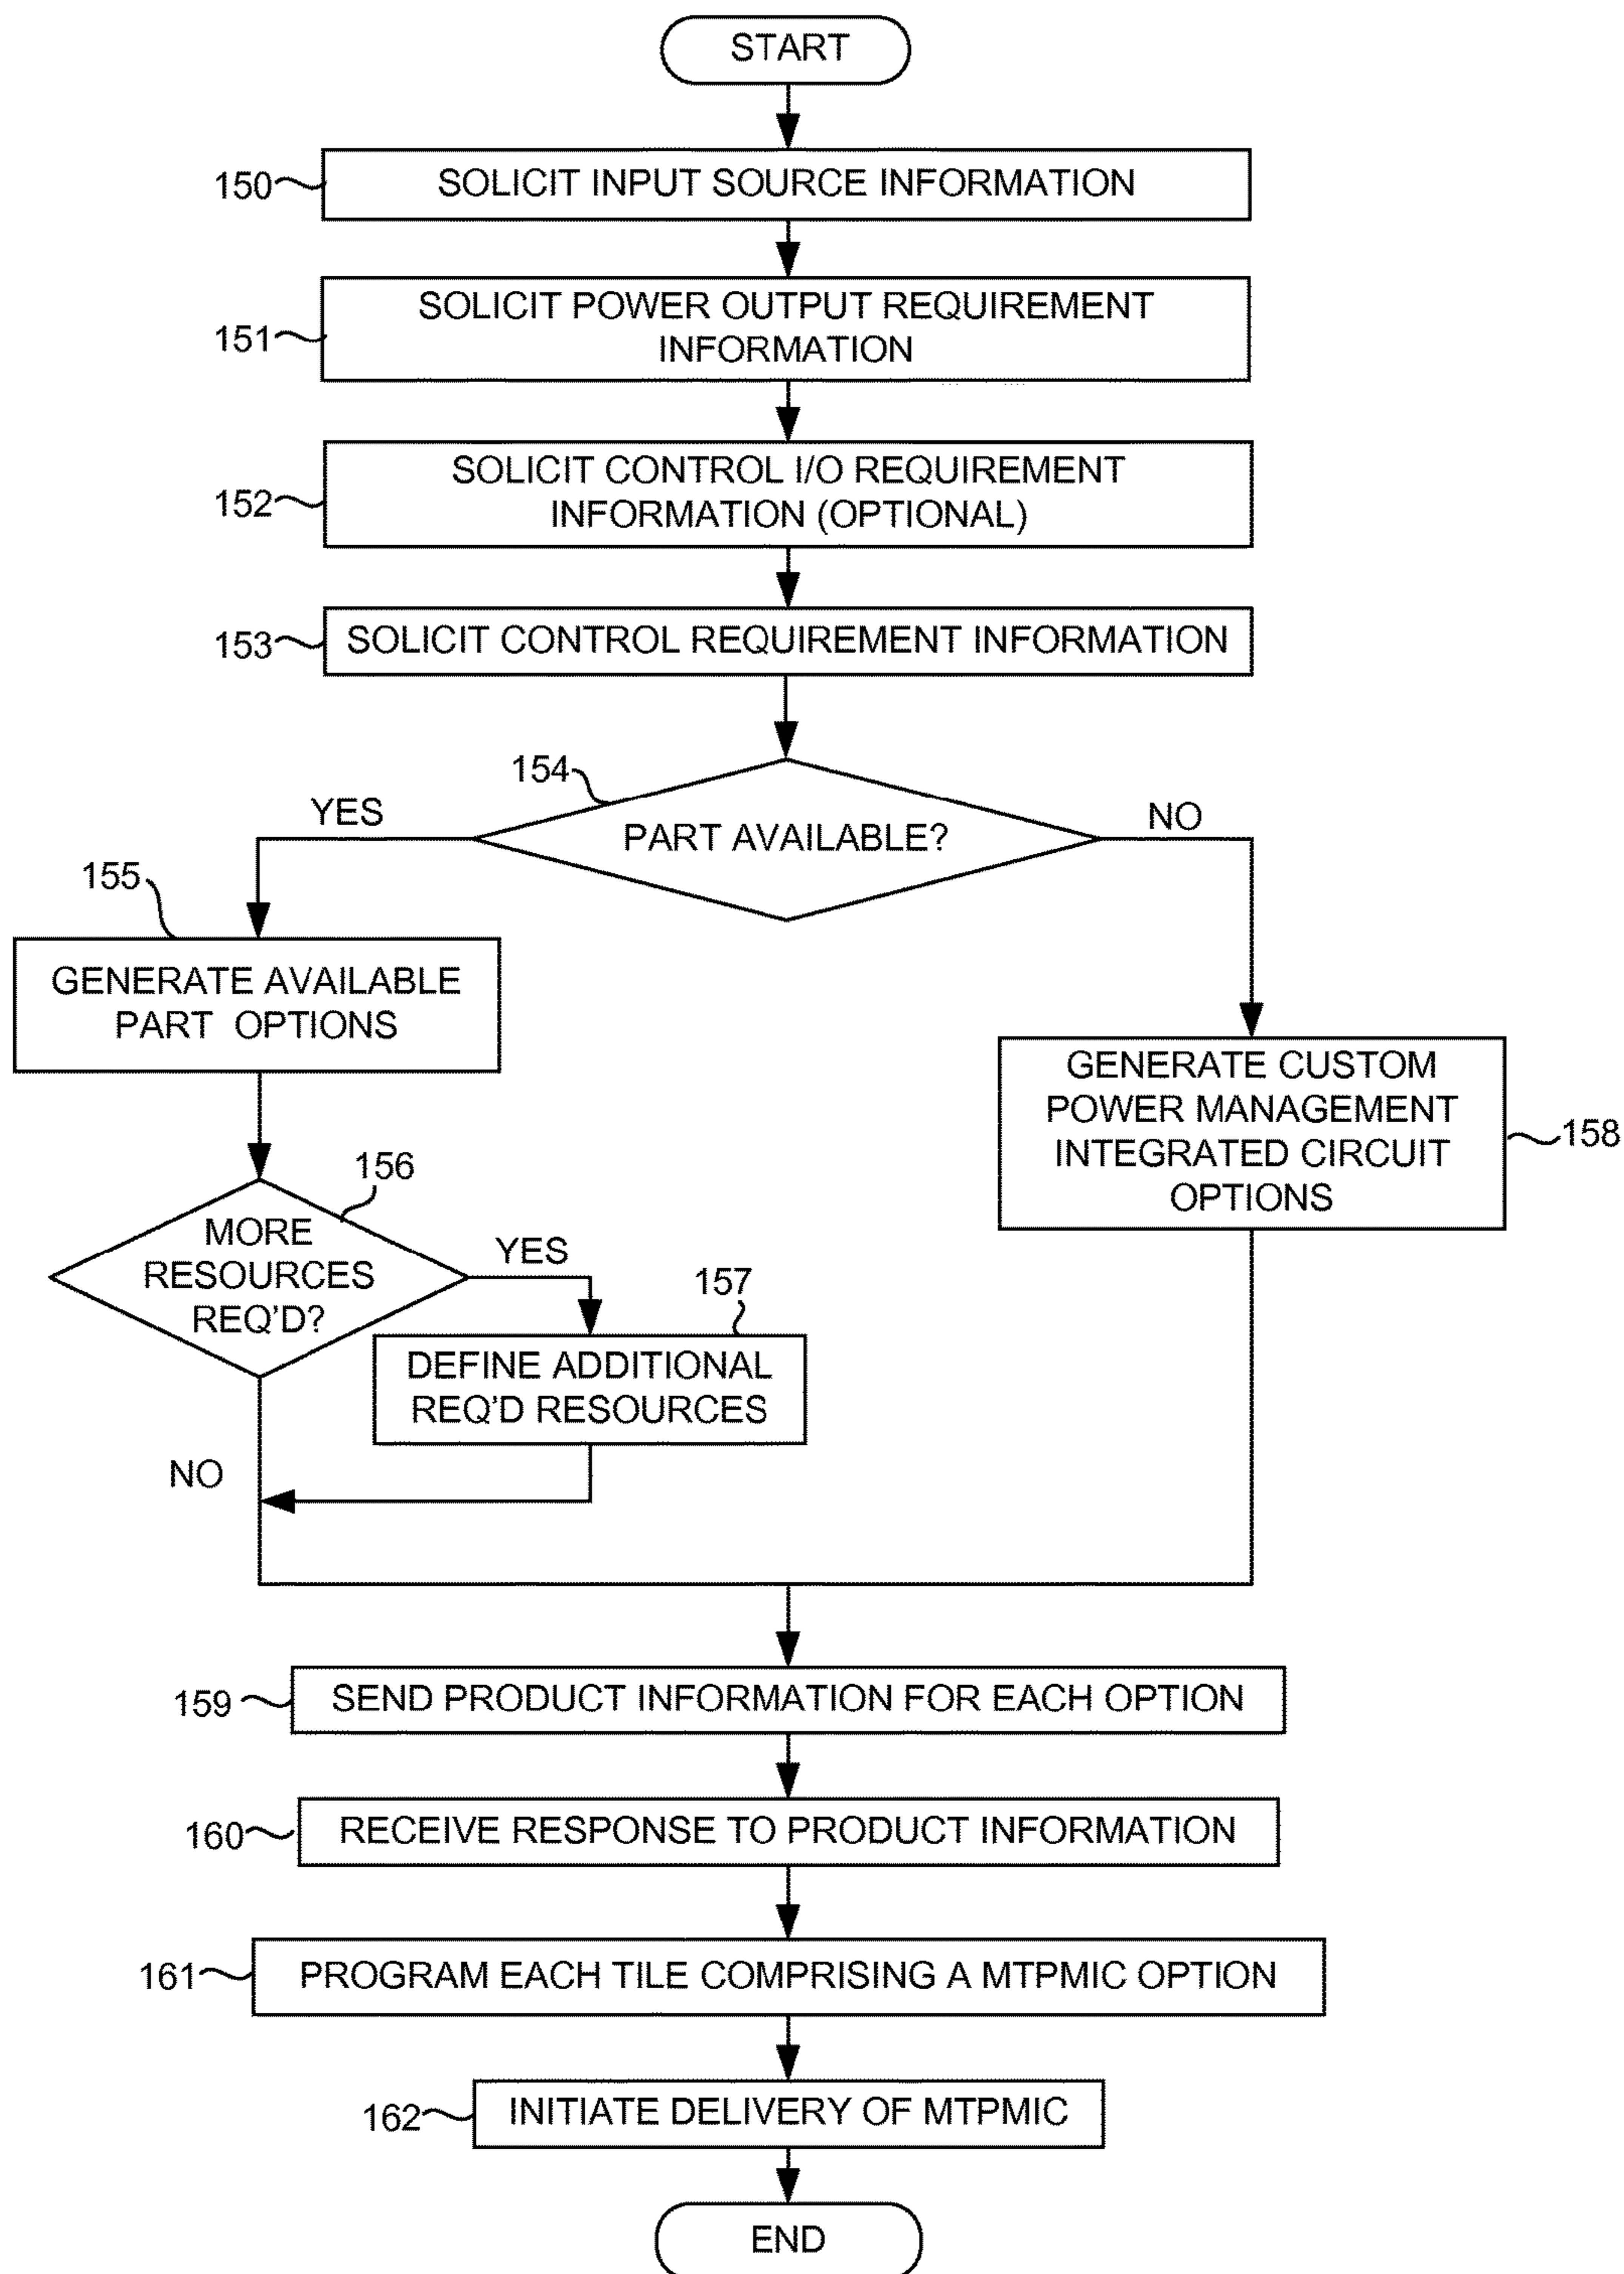 START
150
SOLICIT INPUT SOURCE INFORMATION
151
SOLICIT POWER OUTPUT REQUIREMENT
INFORMATION
152
SOLICIT CONTROL I/O REQUIREMENT
INFORMATION (OPTIONAL)
153
SOLICIT CONTROL REQUIREMENT INFORMATION
154
YES
PART AVAILABLE?
NO
155
GENERATE AVAILABLE
PART OPTIONS
GENERATE CUSTOM
POWER MANAGEMENT
INTEGRATED CIRCUIT
OPTIONS
158
156
MORE
RESOURCES
REQ'D?
YES
157
DEFINE ADDITIONAL
REQ'D RESOURCES
NO
159
SEND PRODUCT INFORMATION FOR EACH OPTION
160
RECEIVE RESPONSE TO PRODUCT INFORMATION
161
PROGRAM EACH TILE COMPRISING A MTPMIC OPTION
162
INITIATE DELIVERY OF MTPMIC
END